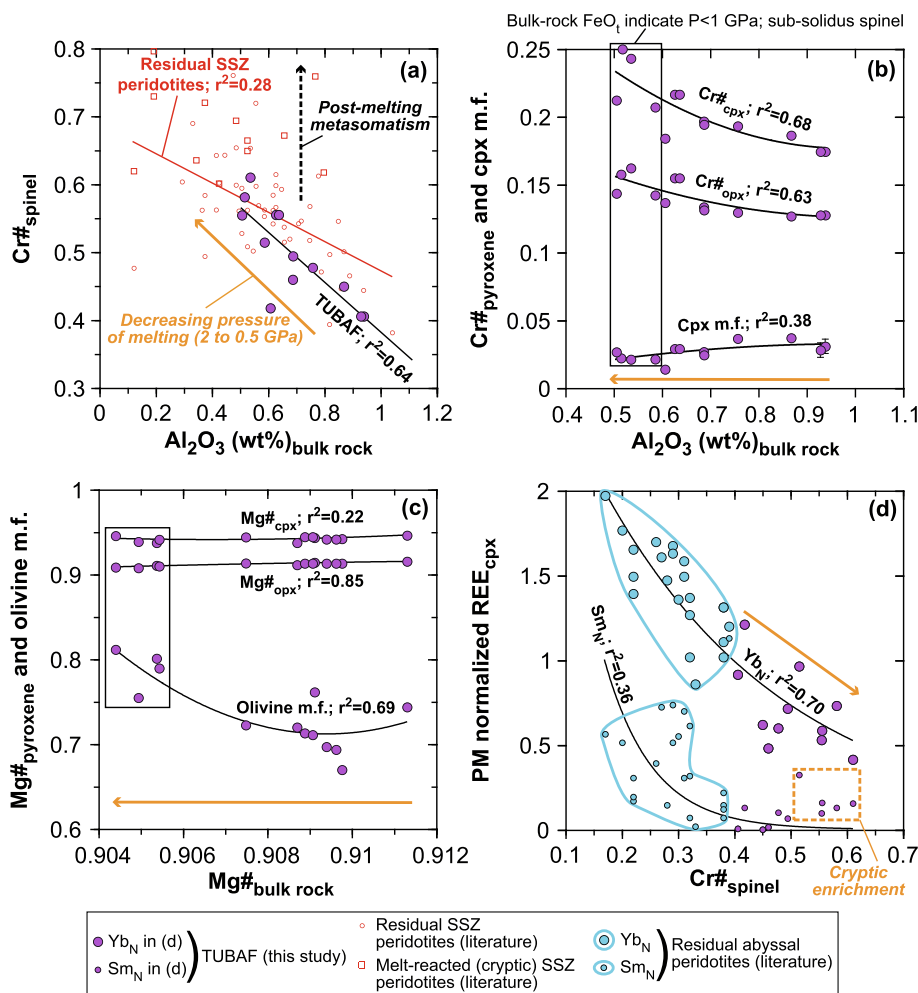 Bulk-rock FeOt indicate P<1 GPa; sub-solidus spinel
(a)
Residual SSZ
peridotites; r²=0.28
Post-melting
metasomatism
Decreasing pressure
of melting (2 to 0.5 GPa)
TUBAF; r²=0.64
Cr#spinel
0.8
0.7
0.6
0.5
0.4
0.3
0
0.2
0.4
0.6
0.8
1
1.2
Al₂O₃ (wt%)bulk rock
(b)
Cr#cpx; r²=0.68
Cr#opx; r²=0.63
Cpx m.f.; r²=0.38
Cr#pyroxene and cpx m.f.
0.25
0.2
0.15
0.1
0.05
0
0.4
0.5
0.6
0.7
0.8
0.9
1
1.1
Al₂O₃ (wt%)bulk rock
(c)
Mg#cpx; r²=0.22
Mg#opx; r²=0.85
Olivine m.f.; r²=0.69
Mg#pyroxene and olivine m.f.
1
0.9
0.8
0.7
0.6
0.904
0.906
0.908
0.91
0.912
Mg#bulk rock
(d)
SmN; r²=0.36
YbN; r²=0.70
Cryptic
enrichment
PM normalized REEcpx
2
1.5
1
0.5
0
0.1
0.2
0.3
0.4
0.5
0.6
0.7
Cr#spinel
YbN in (d)
SmN in (d)
TUBAF (this study)
Residual SSZ
peridotites (literature)
Melt-reacted (cryptic) SSZ
peridotites (literature)
YbN
SmN
Residual abyssal
peridotites (literature)